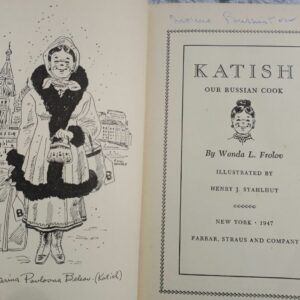 B
B
Pavlovna
(Katish)
KATISH
OUR RUSSIAN COOK
By Wanda L. Frolov
ILLUSTRATED BY
HENRY J. STAHLHUT
NEW YORK · 1947
FARRAR, STRAUS AND COMPANY